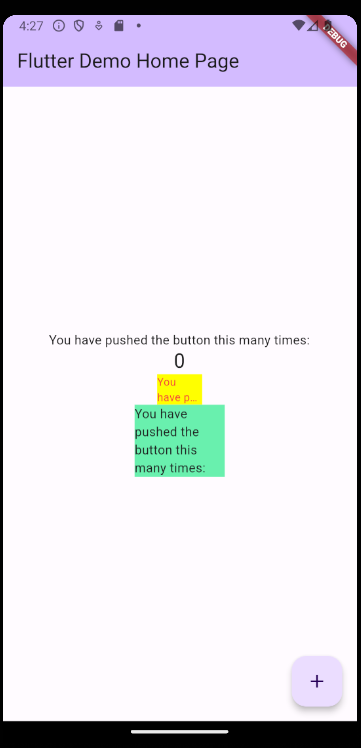 4:27
DEBUG
Flutter Demo Home Page
You have pushed the button this many times:
0
You
have p...
You have
pushed the
button this
many times:
+